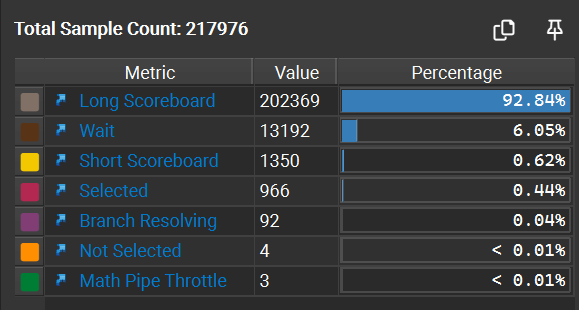 Total Sample Count: 217976
Metric Value Percentage
Long Scoreboard 202369 92.84%
Wait 13192 6.05%
Short Scoreboard 1350 0.62%
Selected 966 0.44%
Branch Resolving 92 0.04%
Not Selected 4 < 0.01%
Math Pipe Throttle 3 < 0.01%